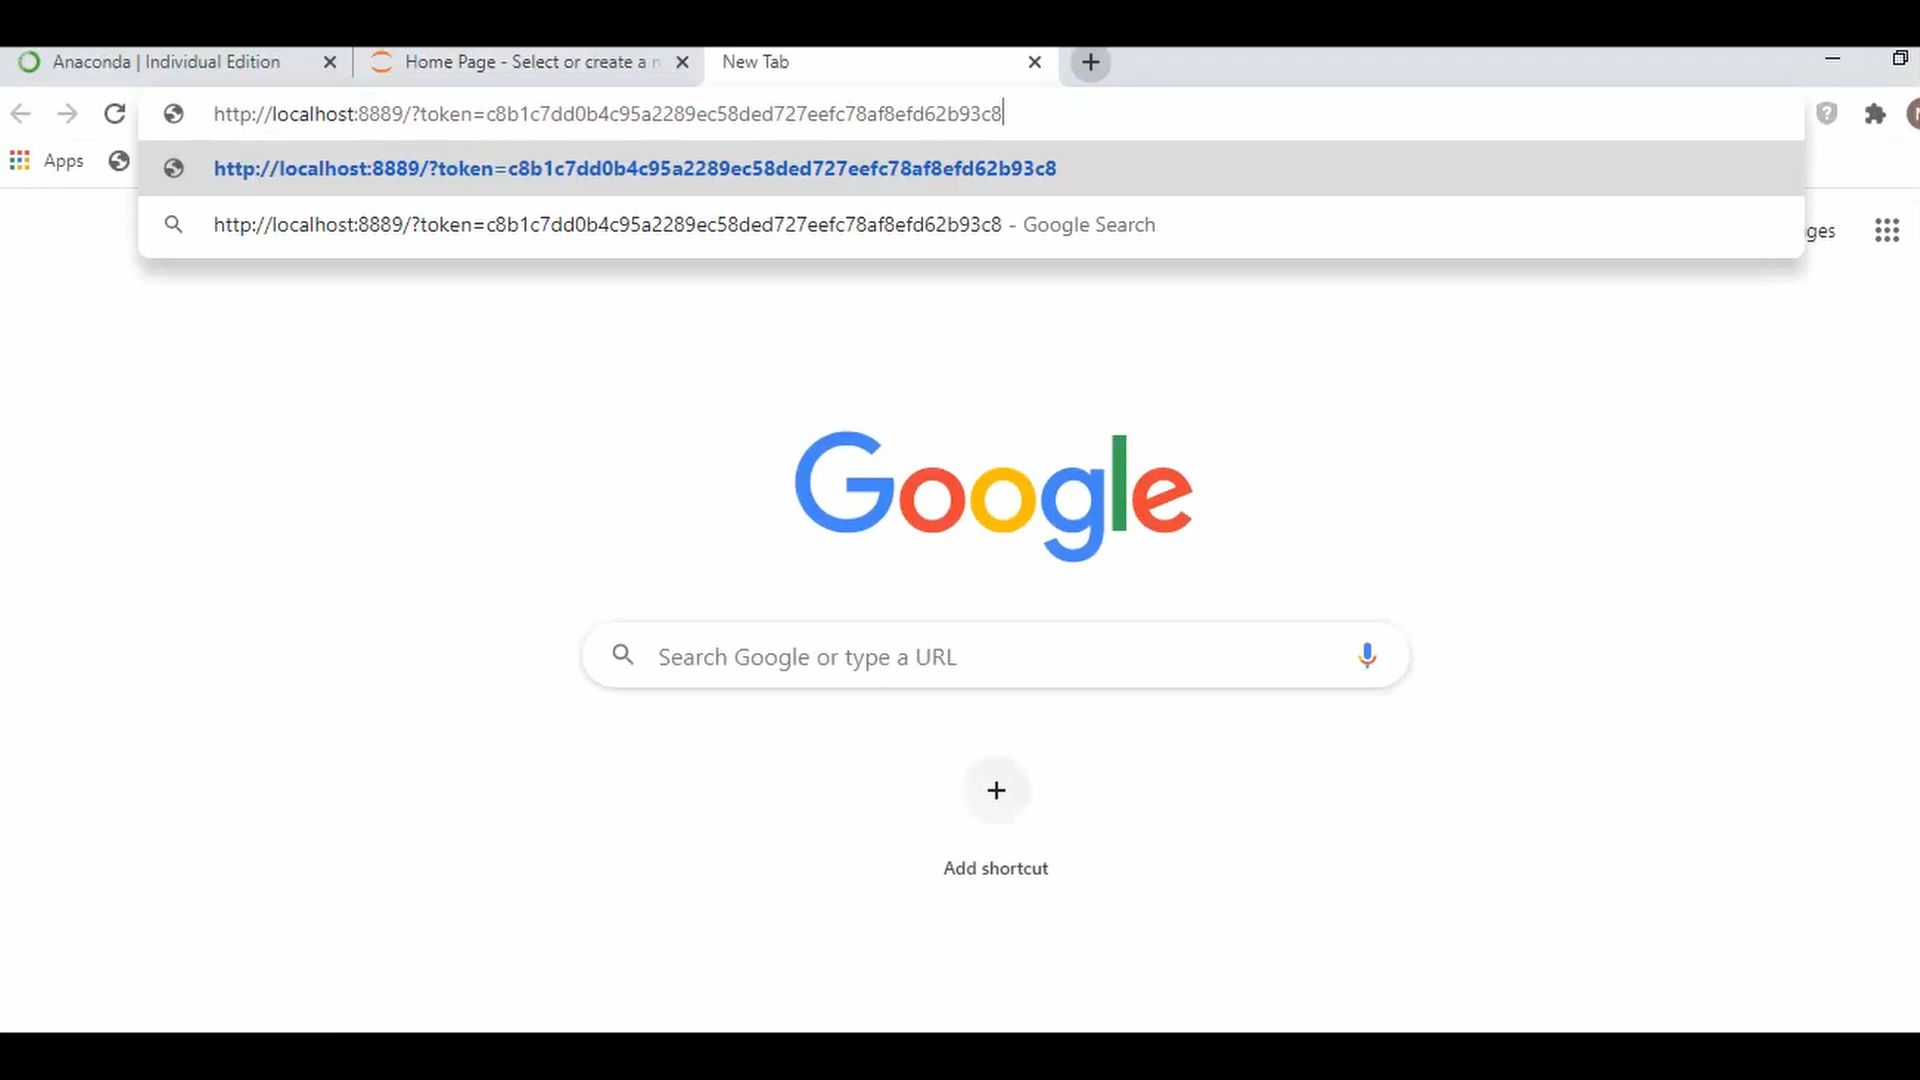 Anaconda | Individual Edition
Home Page - Select or create a n
New Tab
http://localhost:8889/?token=c8b1c7dd0b4c95a2289ec58ded727eefc78af8efd62b93c8
Apps
http://localhost:8889/?token=c8b1c7dd0b4c95a2289ec58ded727eefc78af8efd62b93c8
http://localhost:8889/?token=c8b1c7dd0b4c95a2289ec58ded727eefc78af8efd62b93c8 - Google Search
ges
Google
Search Google or type a URL
Add shortcut